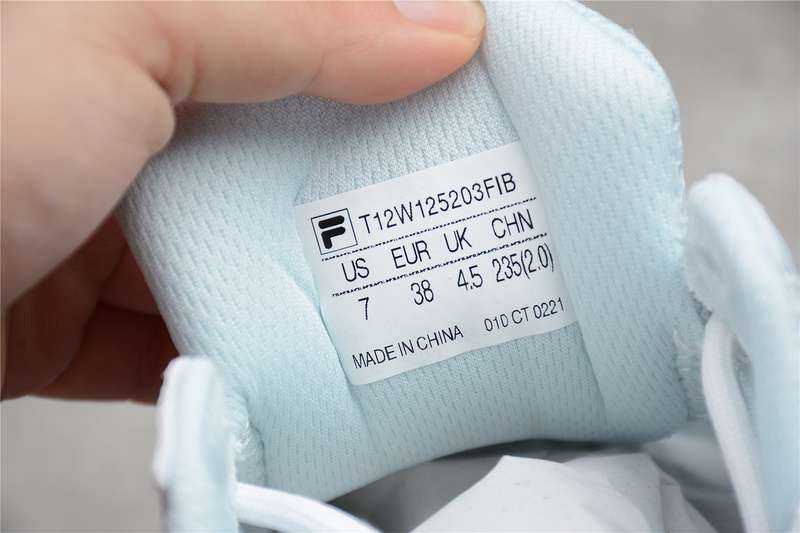 F T12W125203FIB
US EUR UK CHN
7 38 4.5 235(2.0)
MADE IN CHINA 010 CT 0221